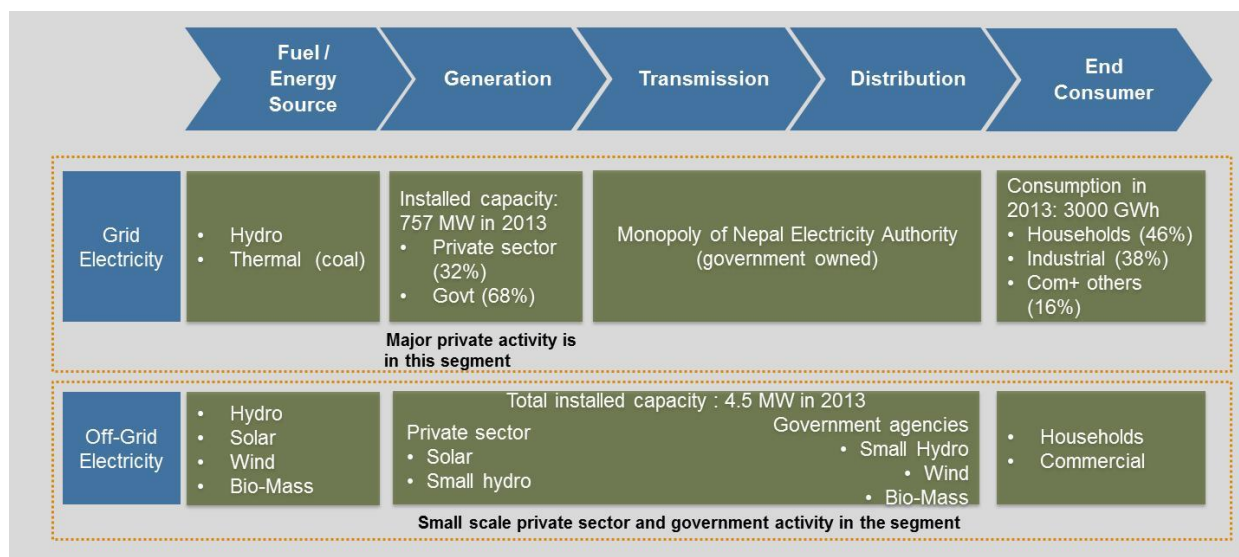 Fuel /
Energy
Source
Generation
Transmission
Distribution
End
Consumer
Grid
Electricity
• Hydro
• Thermal (coal)
Installed capacity:
757 MW in 2013
• Private sector
(32%)
• Govt (68%)
Monopoly of Nepal Electricity Authority
(government owned)
Consumption in
2013: 3000 GWh
• Households (46%)
• Industrial (38%)
• Com+ others
(16%)
Major private activity is
in this segment
Off-Grid
Electricity
• Hydro
• Solar
• Wind
• Bio-Mass
Total installed capacity : 4.5 MW in 2013
Private sector
• Solar
• Small hydro
Government agencies
• Small Hydro
• Wind
• Bio-Mass
• Households
• Commercial
Small scale private sector and government activity in the segment